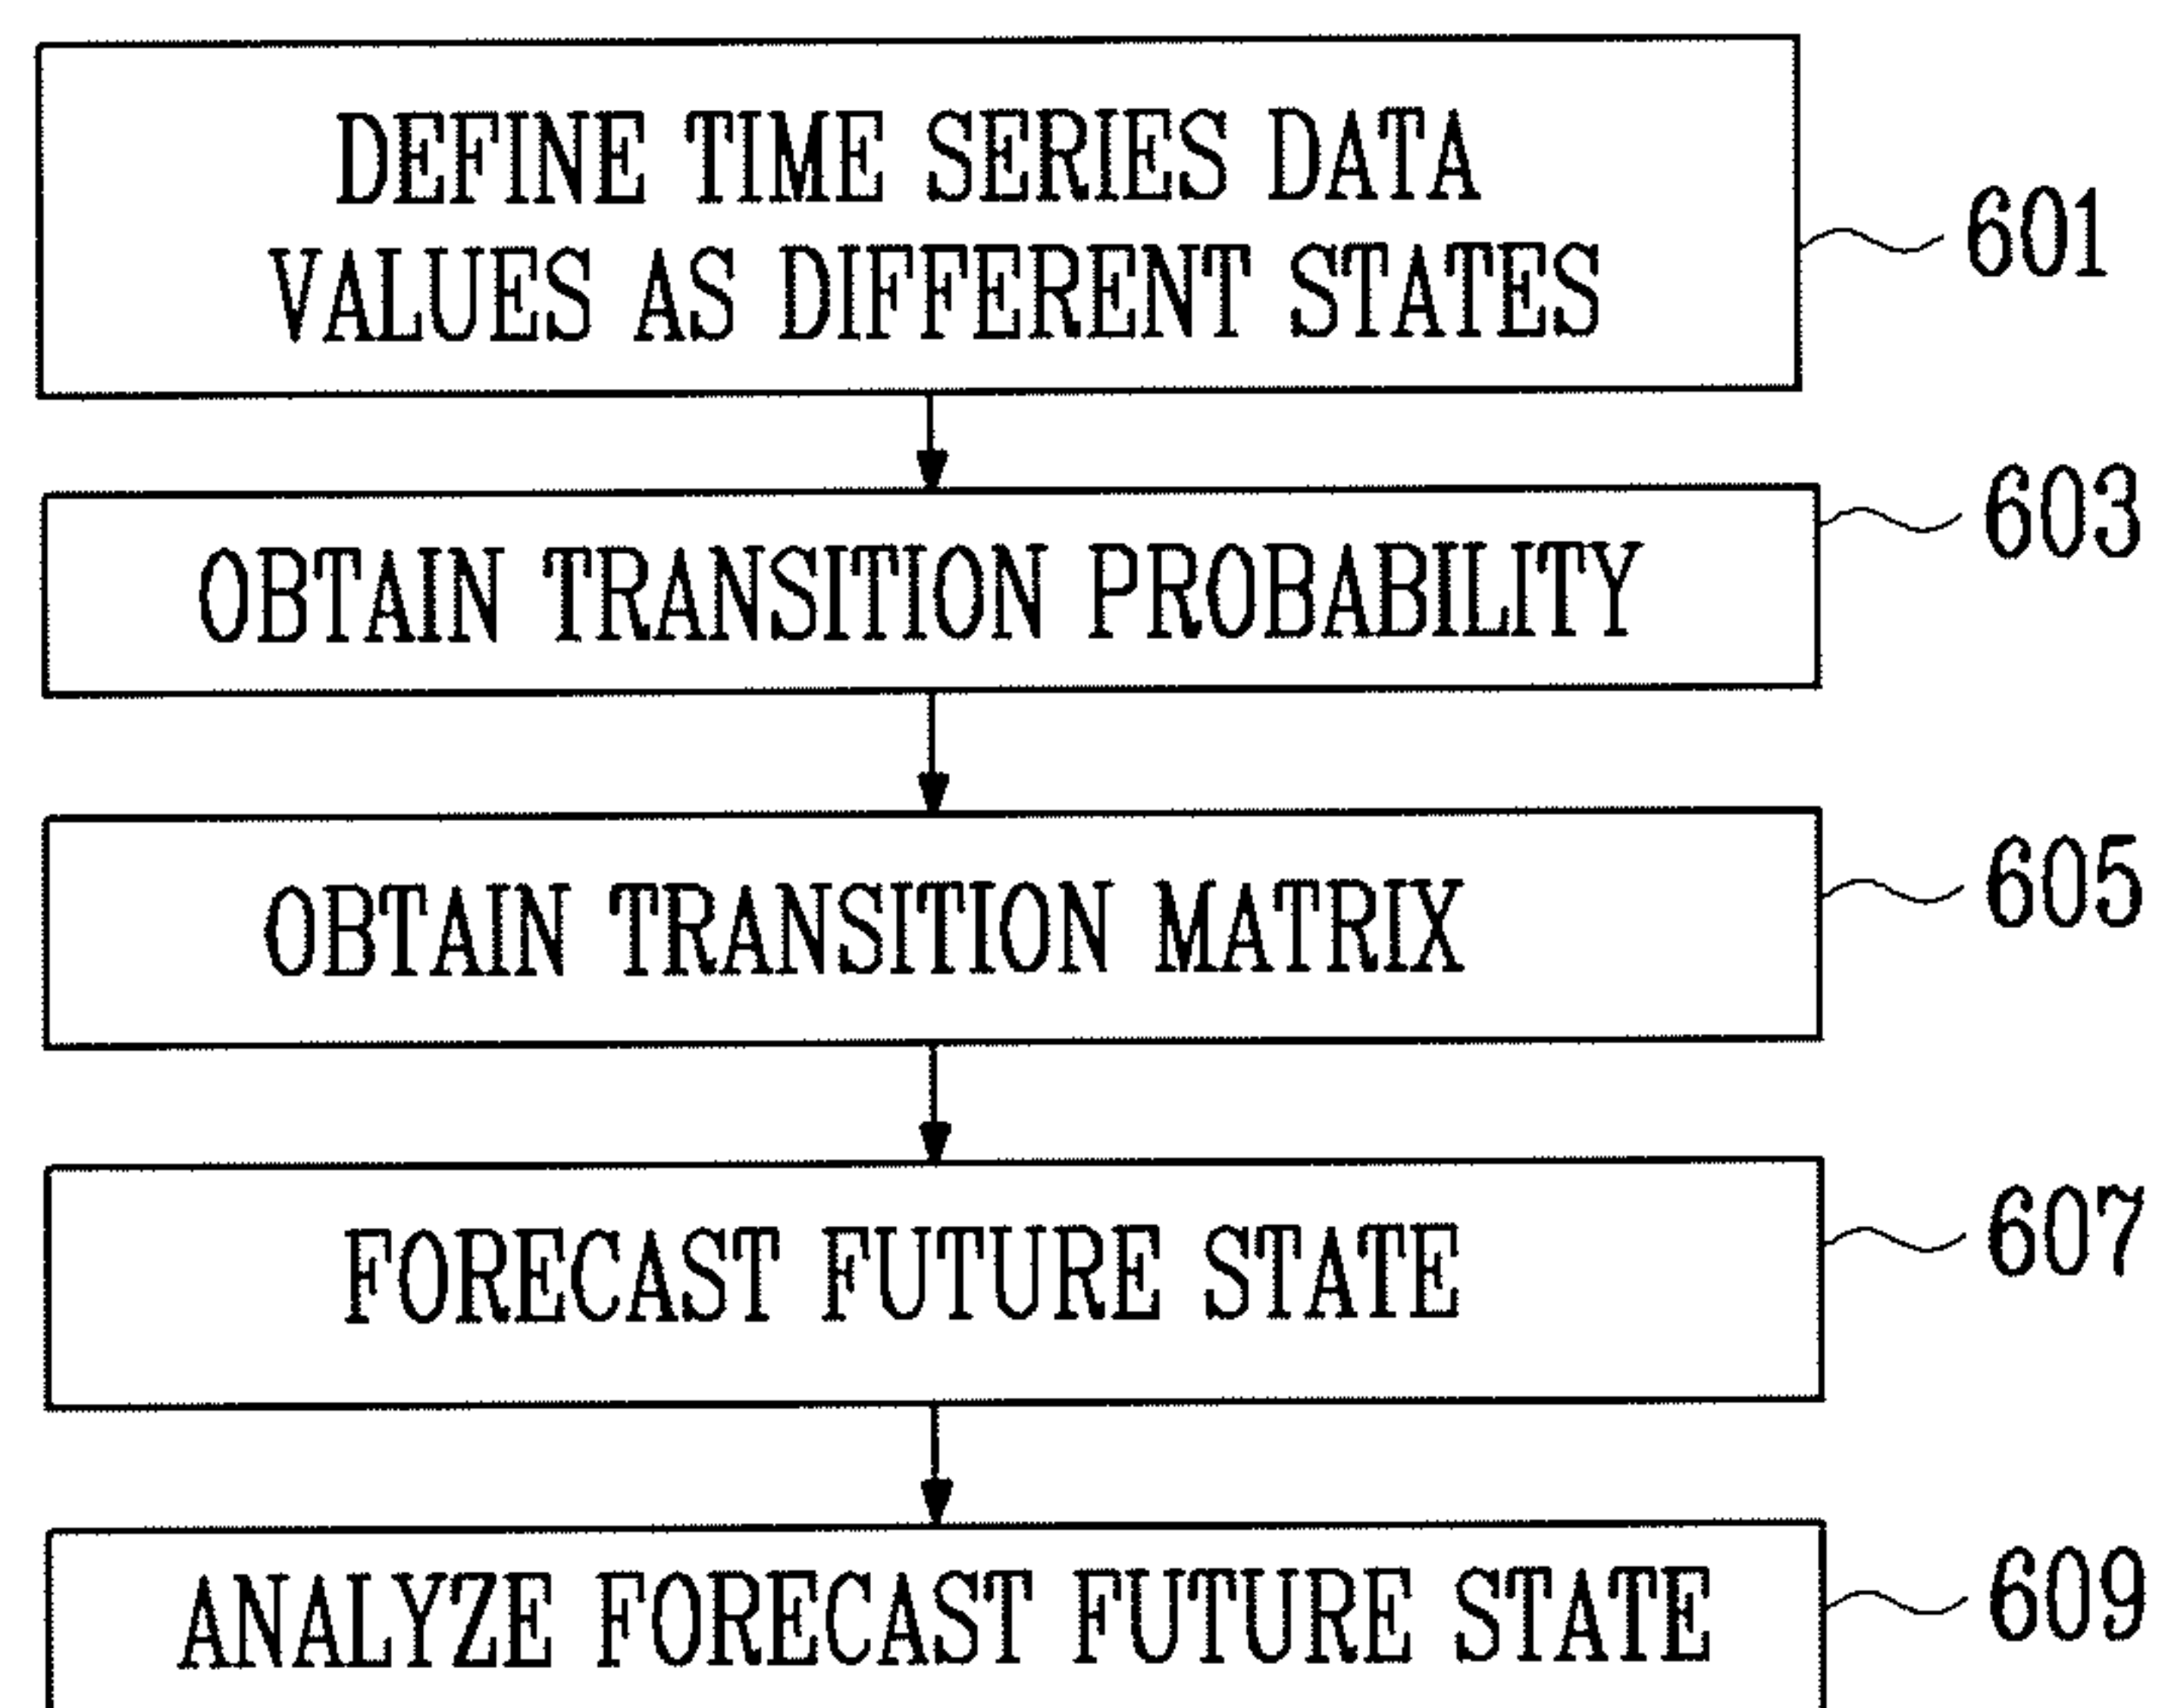 DEFINE TIME SERIES DATA
VALUES AS DIFFERENT STATES
601
OBTAIN TRANSITION PROBABILITY
603
OBTAIN TRANSITION MATRIX
605
FORECAST FUTURE STATE
607
ANALYZE FORECAST FUTURE STATE
609